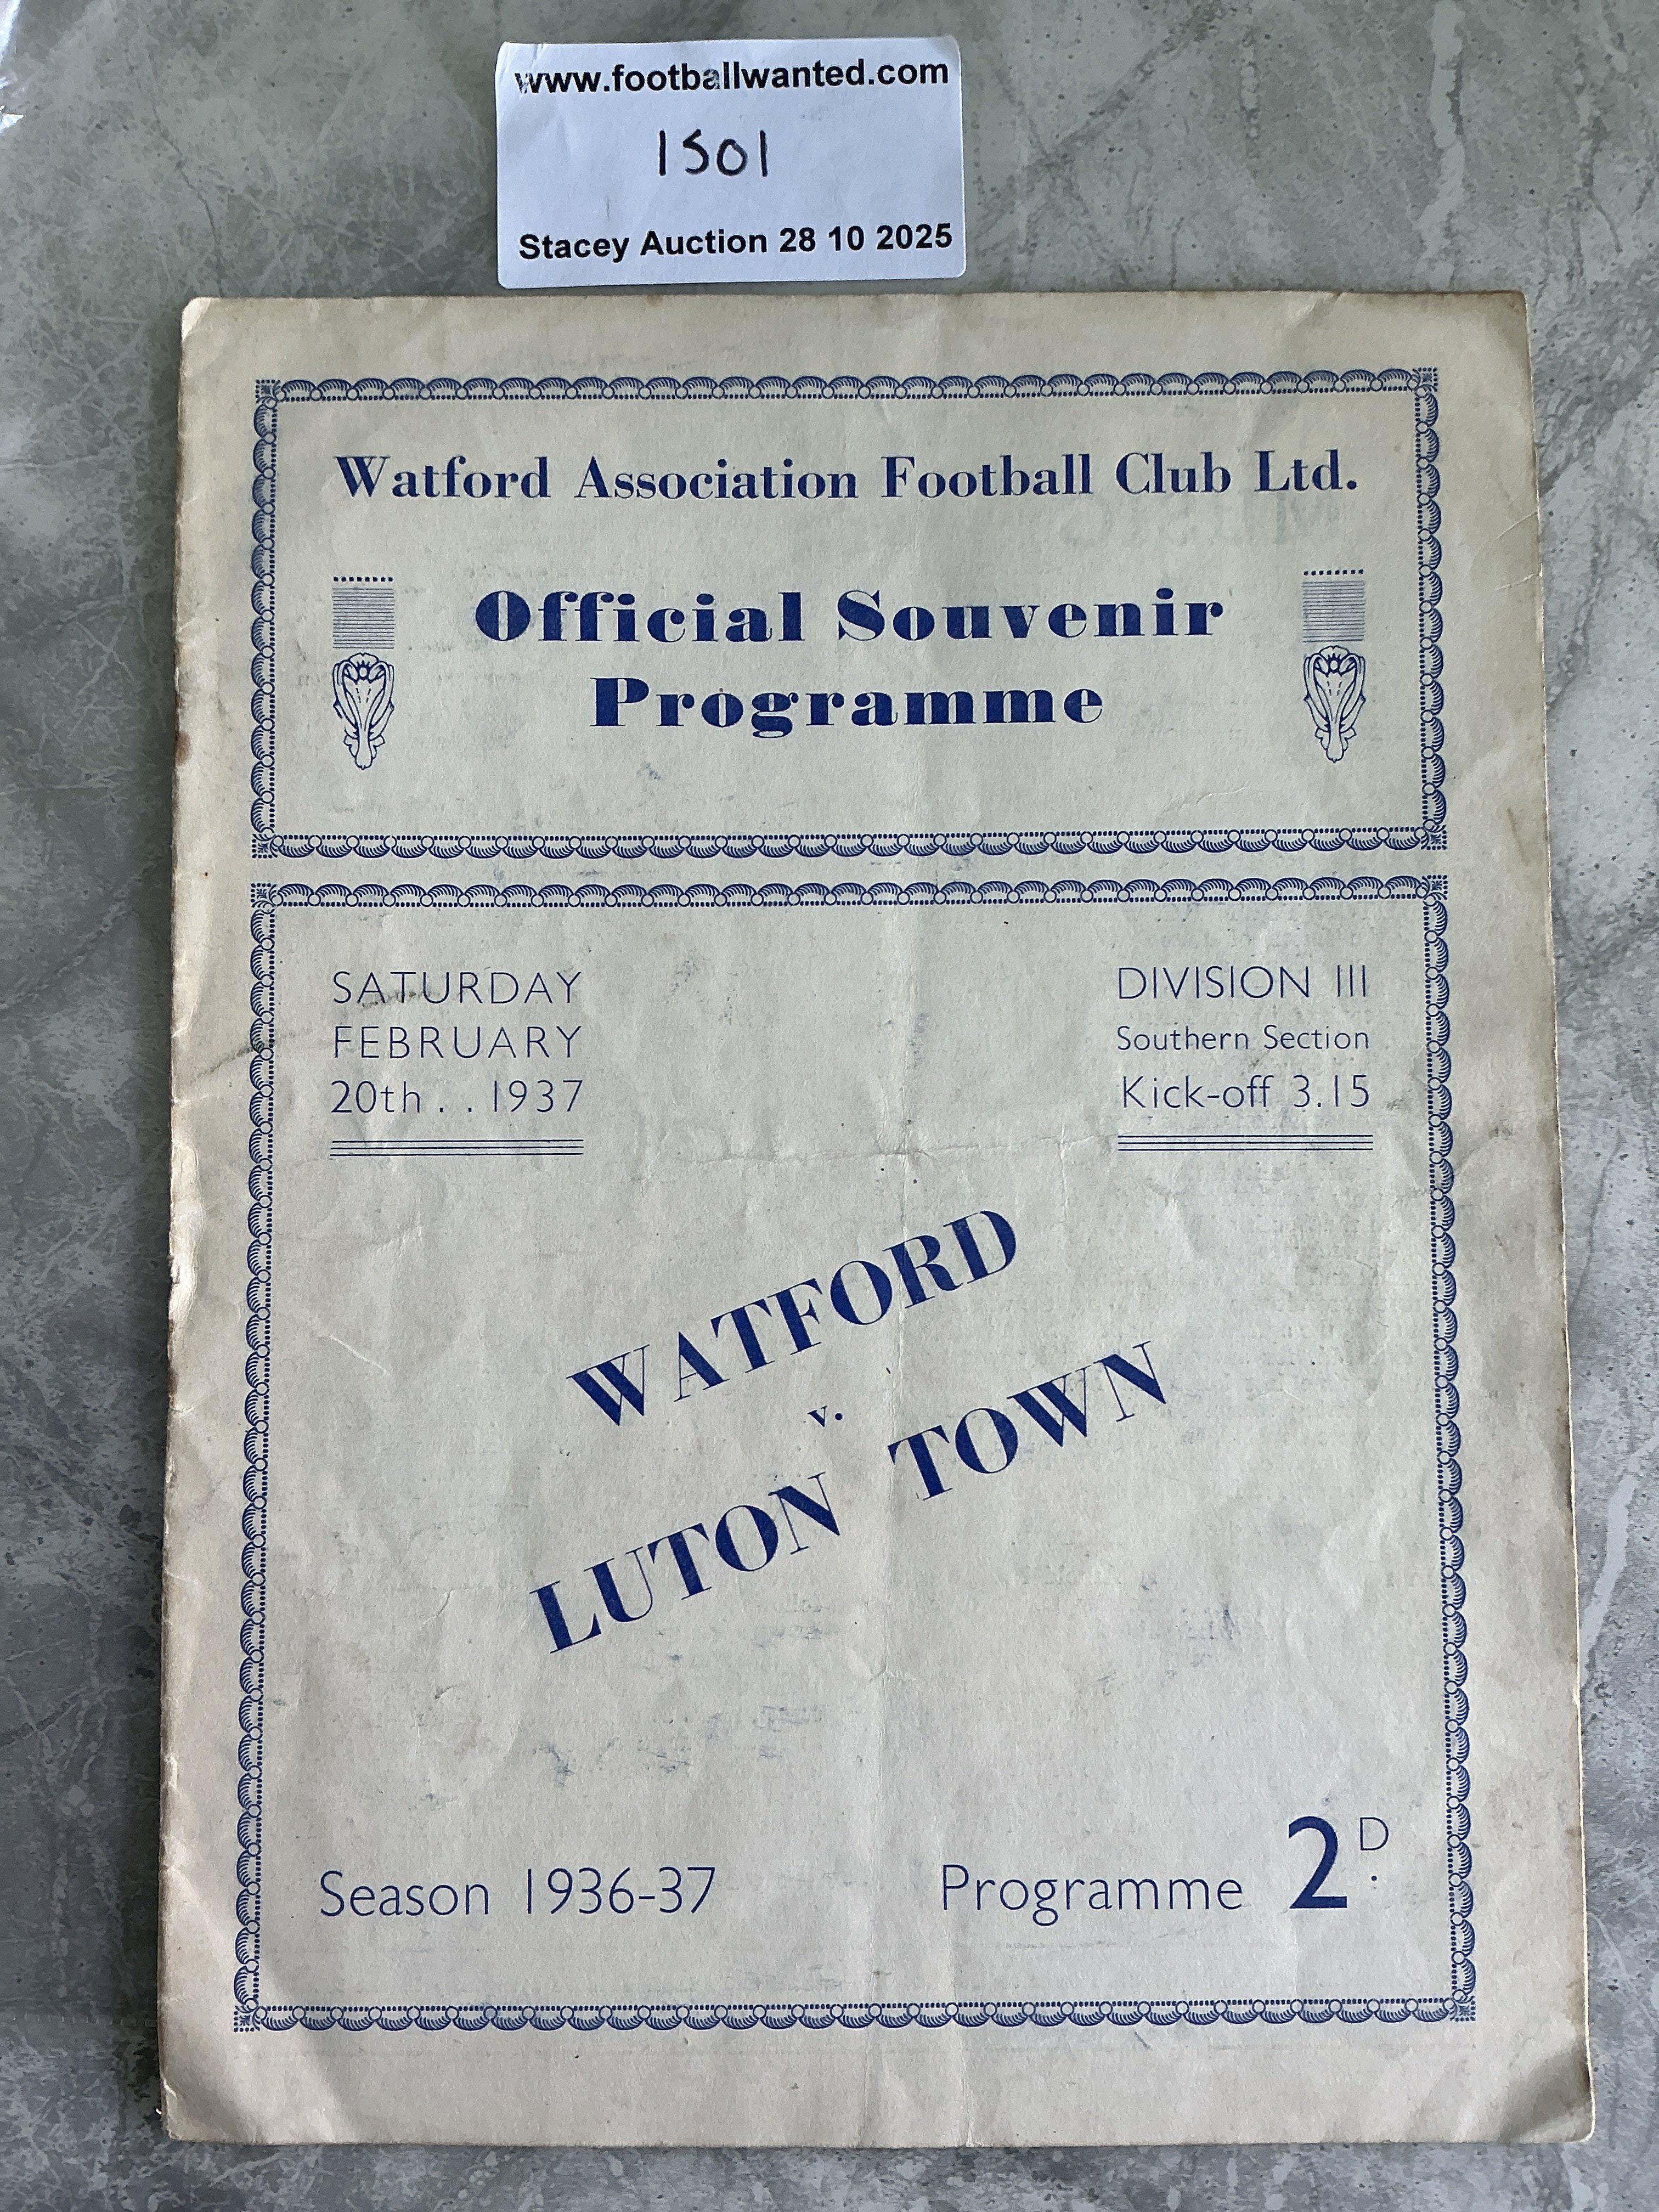 www.footballwanted.com
1501
Stacey Auction 28 10 2025
Watford Association Football Club Ltd.
Official Souvenir
Programme
SATURDAY
FEBRUARY
20th . . 1937
DIVISION III
Southern Section
Kick-off 3.15
WATFORD
v.
LUTON TOWN
Season 1936-37
Programme 2D.